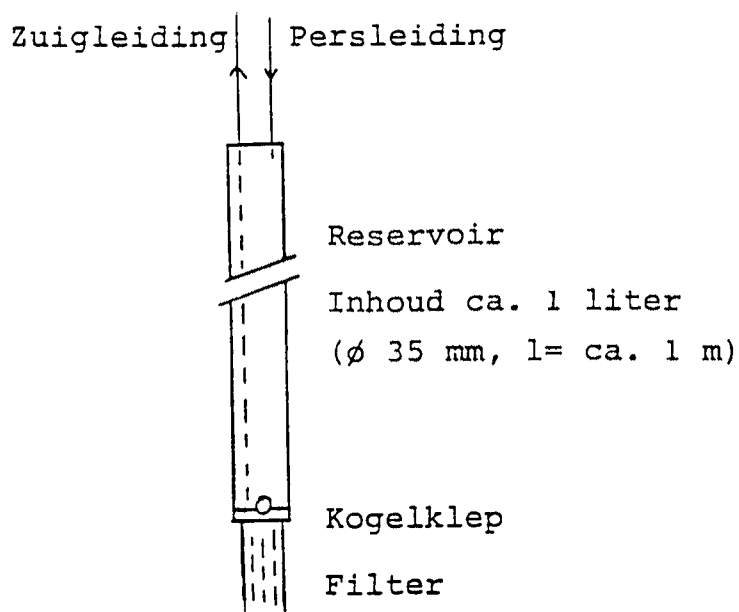 Zuigleiding Persleiding
Reservoir
Inhoud ca. 1 liter
(ø 35 mm, l= ca. 1 m)
Kogelklep
Filter